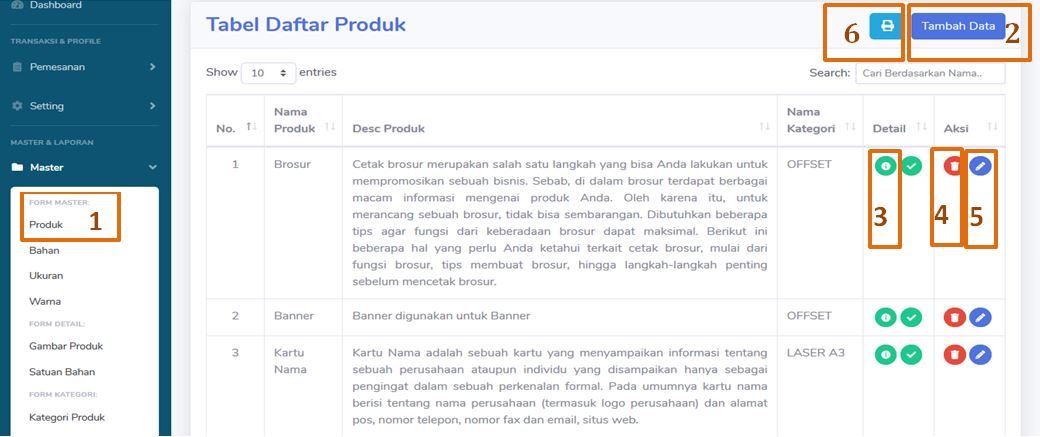 Dashboard
TRANSAKSI & PROFILE
Pemesanan
Setting
MASTER & LAPORAN
Master
FORM MASTER:
Produk 1
Bahan
Ukuran
Warna
FORM DETAIL:
Gambar Produk
Satuan Bahan
FORM KATEGORI:
Kategori Produk
Tabel Daftar Produk
6
Tambah Data 2
Show 10 entries
Search: Cari Berdasarkan Nama..
No.
Nama
Produk
Desc Produk
Nama
Kategori
Detail
Aksi
1
Brosur
Cetak brosur merupakan salah satu langkah yang bisa Anda lakukan untuk
mempromosikan sebuah bisnis. Sebab, di dalam brosur terdapat berbagai
macam informasi mengenai produk Anda. Oleh karena itu, untuk
merancang sebuah brosur, tidak bisa sembarangan. Dibutuhkan beberapa
tips agar fungsi dari keberadaan brosur dapat maksimal. Berikut ini
beberapa hal yang perlu Anda ketahui terkait cetak brosur, mulai dari
fungsi brosur, tips membuat brosur, hingga langkah-langkah penting
sebelum mencetak brosur.
OFFSET
3
4
5
2
Banner
Banner digunakan untuk Banner
OFFSET
3
Kartu
Nama
Kartu Nama adalah sebuah kartu yang menyampaikan informasi tentang
sebuah perusahaan ataupun individu yang disampaikan hanya sebagai
pengingat dalam sebuah perkenalan formal. Pada umumnya kartu nama
berisi tentang nama perusahaan (termasuk logo perusahaan) dan alamat
pos, nomor telepon, nomor fax dan email, situs web.
LASER A3